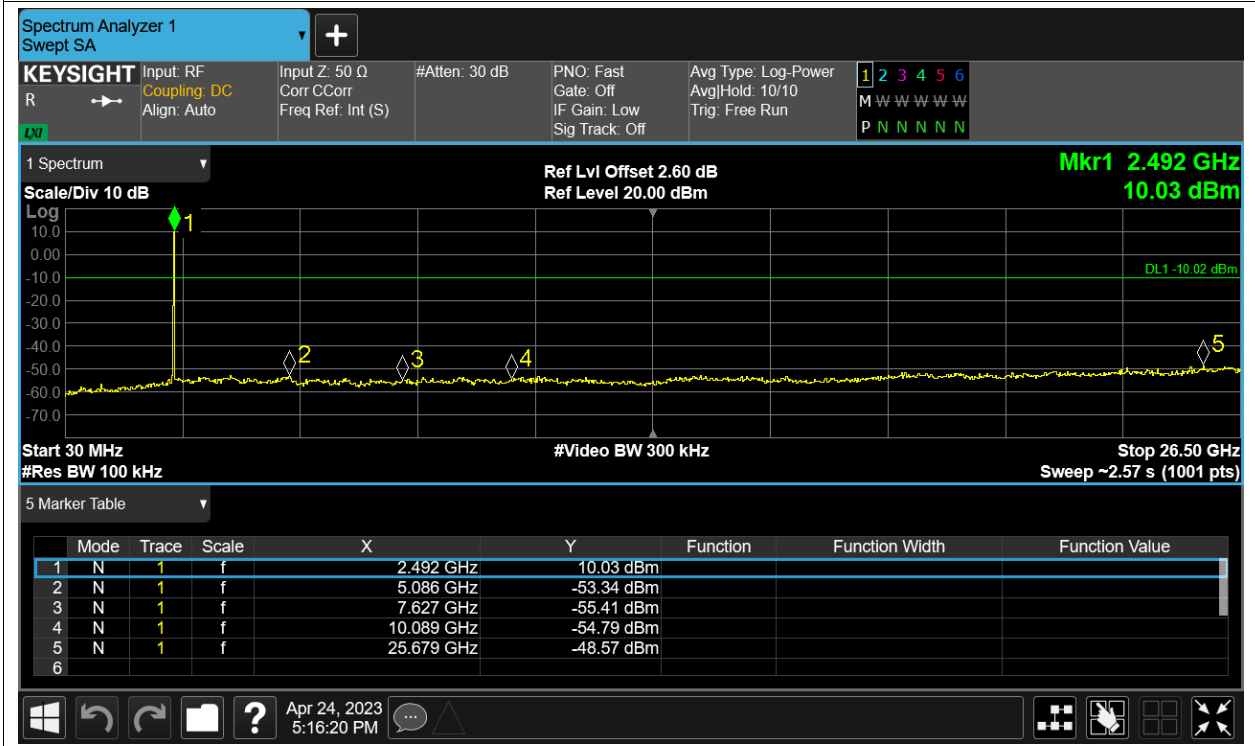 Spectrum Analyzer 1
Swept SA
+
KEYSIGHT
R
LXI
Input: RF
Coupling: DC
Align: Auto
Input Z: 50 Ω
Corr CCorr
Freq Ref: Int (S)
#Atten: 30 dB
PNO: Fast
Gate: Off
IF Gain: Low
Sig Track: Off
Avg Type: Log-Power
Avg|Hold: 10/10
Trig: Free Run
1 2 3 4 5 6
M W W W W W
P N N N N N
1 Spectrum
Scale/Div 10 dB
Ref Lvl Offset 2.60 dB
Ref Level 20.00 dBm
Mkr1 2.492 GHz
10.03 dBm
Log
10.0
0.00
-10.0
-20.0
-30.0
-40.0
-50.0
-60.0
-70.0
1
2
3
4
5
DL1 -10.02 dBm
Start 30 MHz
#Res BW 100 kHz
#Video BW 300 kHz
Stop 26.50 GHz
Sweep ~2.57 s (1001 pts)
5 Marker Table
Mode Trace Scale X Y Function Function Width Function Value
1 N 1 f 2.492 GHz 10.03 dBm
2 N 1 f 5.086 GHz -53.34 dBm
3 N 1 f 7.627 GHz -55.41 dBm
4 N 1 f 10.089 GHz -54.79 dBm
5 N 1 f 25.679 GHz -48.57 dBm
6
?
Apr 24, 2023
5:16:20 PM